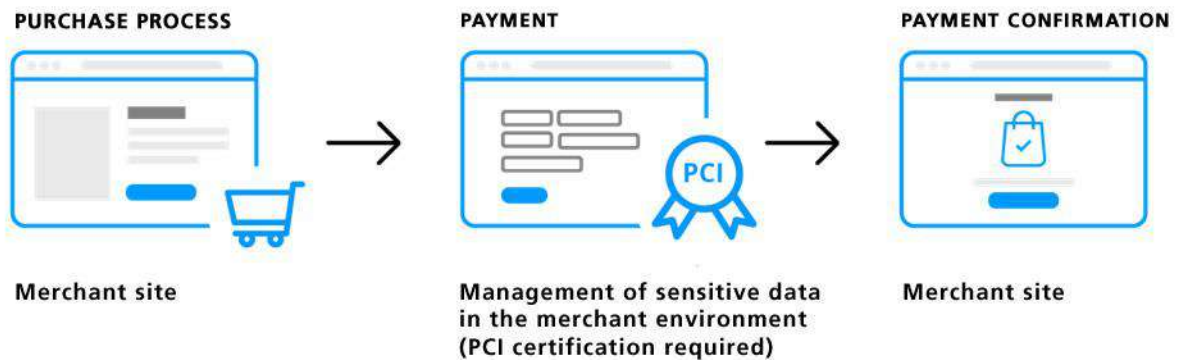 PURCHASE PROCESS
PAYMENT
PAYMENT CONFIRMATION
PCI
Merchant site
Management of sensitive data
in the merchant environment
(PCI certification required)
Merchant site